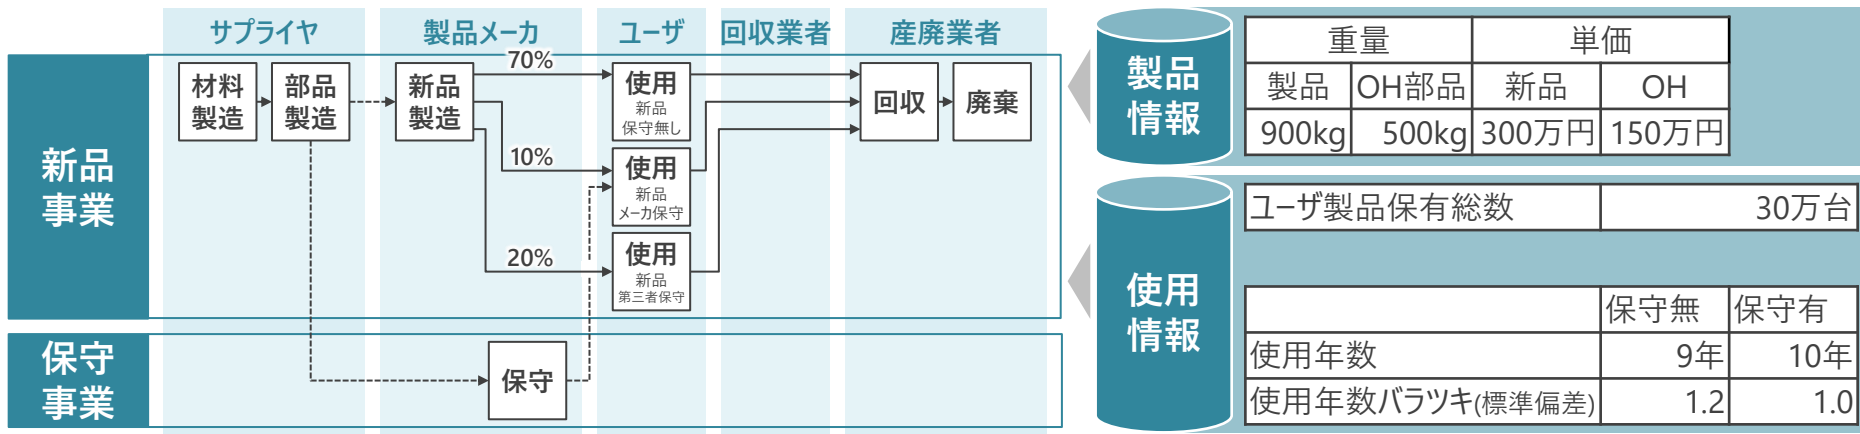 サプライヤ
製品メーカ
ユーザ
回収業者
産廃業者
新品
事業
材料
製造
部品
製造
新品
製造
70%
10%
20%
使用
新品
保守無し
使用
新品
メーカ保守
使用
新品
第三者保守
回収
廃棄
保守
事業
保守
製品
情報
重量 単価
製品 OH部品 新品 OH
900kg 500kg 300万円 150万円
使用
情報
ユーザ製品保有総数 30万台
保守無 保守有
使用年数 9年 10年
使用年数バラツキ(標準偏差) 1.2 1.0